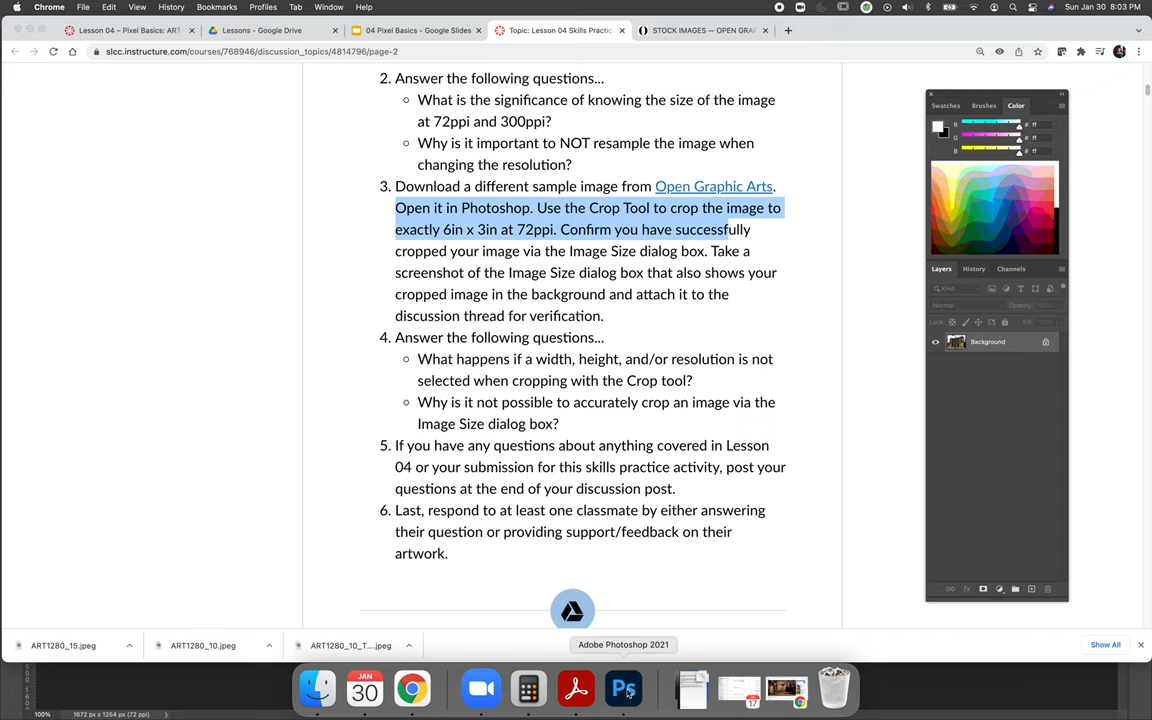 Chrome File Edit View History Bookmarks Profiles Tab Window Help Sun Jan 30 8:03 PM
Lesson 04 – Pixel Basics: ART- × Lessons - Google Drive × 04 Pixel Basics - Google Slides × Topic: Lesson 04 Skills Practic × STOCK IMAGES — OPEN GRA × +
slcc.instructure.com/courses/768946/discussion_topics/4814796/page-2
2. Answer the following questions...
What is the significance of knowing the size of the image
at 72ppi and 300ppi?
Why is it important to NOT resample the image when
changing the resolution?
3. Download a different sample image from Open Graphic Arts.
Open it in Photoshop. Use the Crop Tool to crop the image to
exactly 6in x 3in at 72ppi. Confirm you have successfully
cropped your image via the Image Size dialog box. Take a
screenshot of the Image Size dialog box that also shows your
cropped image in the background and attach it to the
discussion thread for verification.
4. Answer the following questions...
What happens if a width, height, and/or resolution is not
selected when cropping with the Crop tool?
Why is it not possible to accurately crop an image via the
Image Size dialog box?
5. If you have any questions about anything covered in Lesson
04 or your submission for this skills practice activity, post your
questions at the end of your discussion post.
6. Last, respond to at least one classmate by either answering
their question or providing support/feedback on their
artwork.
Swatches Brushes Color
R # ff
G # ff
B # ff
Layers History Channels
Kind
Normal Opacity:
Lock: Fill:
Background
ART1280_15.jpeg ART1280_10.jpeg ART1280_10_T....jpeg Show All
Adobe Photoshop 2021
JAN
30
Ps
17
100% 1672 px x 1254 px (72 ppi)